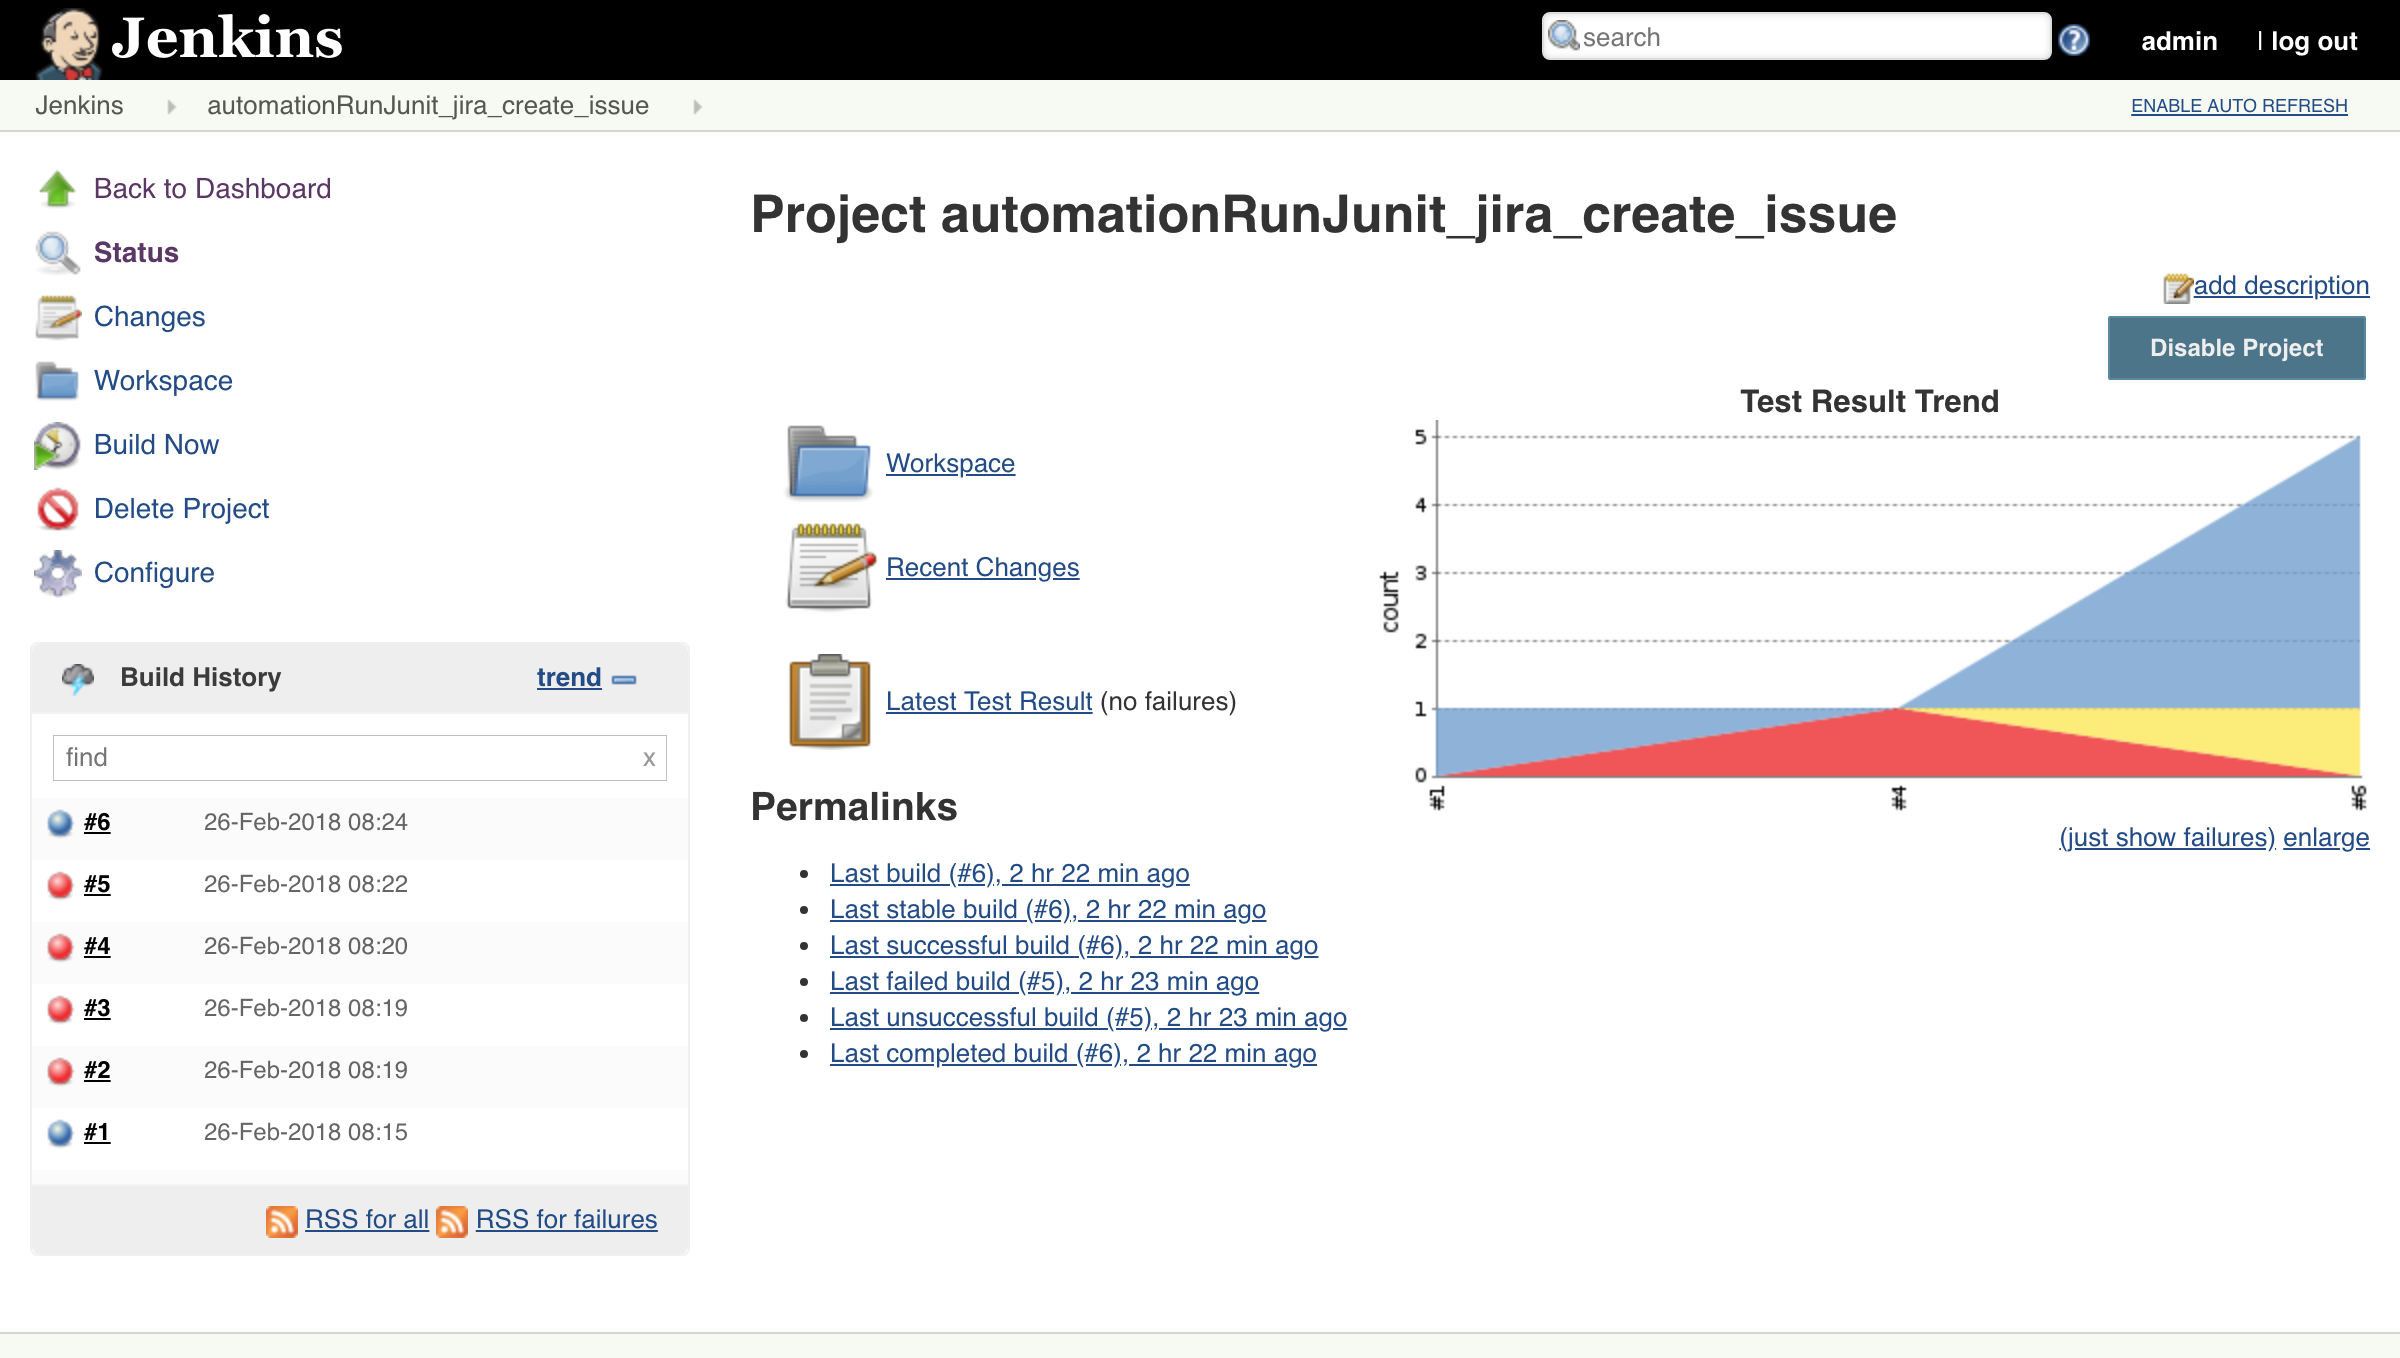 Jenkins
search
admin
| log out
Jenkins
automationRunJunit_jira_create_issue
ENABLE AUTO REFRESH
Back to Dashboard
Status
Changes
Workspace
Build Now
Delete Project
Configure
Build History
trend
find
x
#6 26-Feb-2018 08:24
#5 26-Feb-2018 08:22
#4 26-Feb-2018 08:20
#3 26-Feb-2018 08:19
#2 26-Feb-2018 08:19
#1 26-Feb-2018 08:15
RSS for all RSS for failures
Project automationRunJunit_jira_create_issue
add description
Disable Project
Workspace
Recent Changes
Latest Test Result (no failures)
Test Result Trend
count
5
4
3
2
1
0
#1
#4
#6
(just show failures) enlarge
Permalinks
Last build (#6), 2 hr 22 min ago
Last stable build (#6), 2 hr 22 min ago
Last successful build (#6), 2 hr 22 min ago
Last failed build (#5), 2 hr 23 min ago
Last unsuccessful build (#5), 2 hr 23 min ago
Last completed build (#6), 2 hr 22 min ago